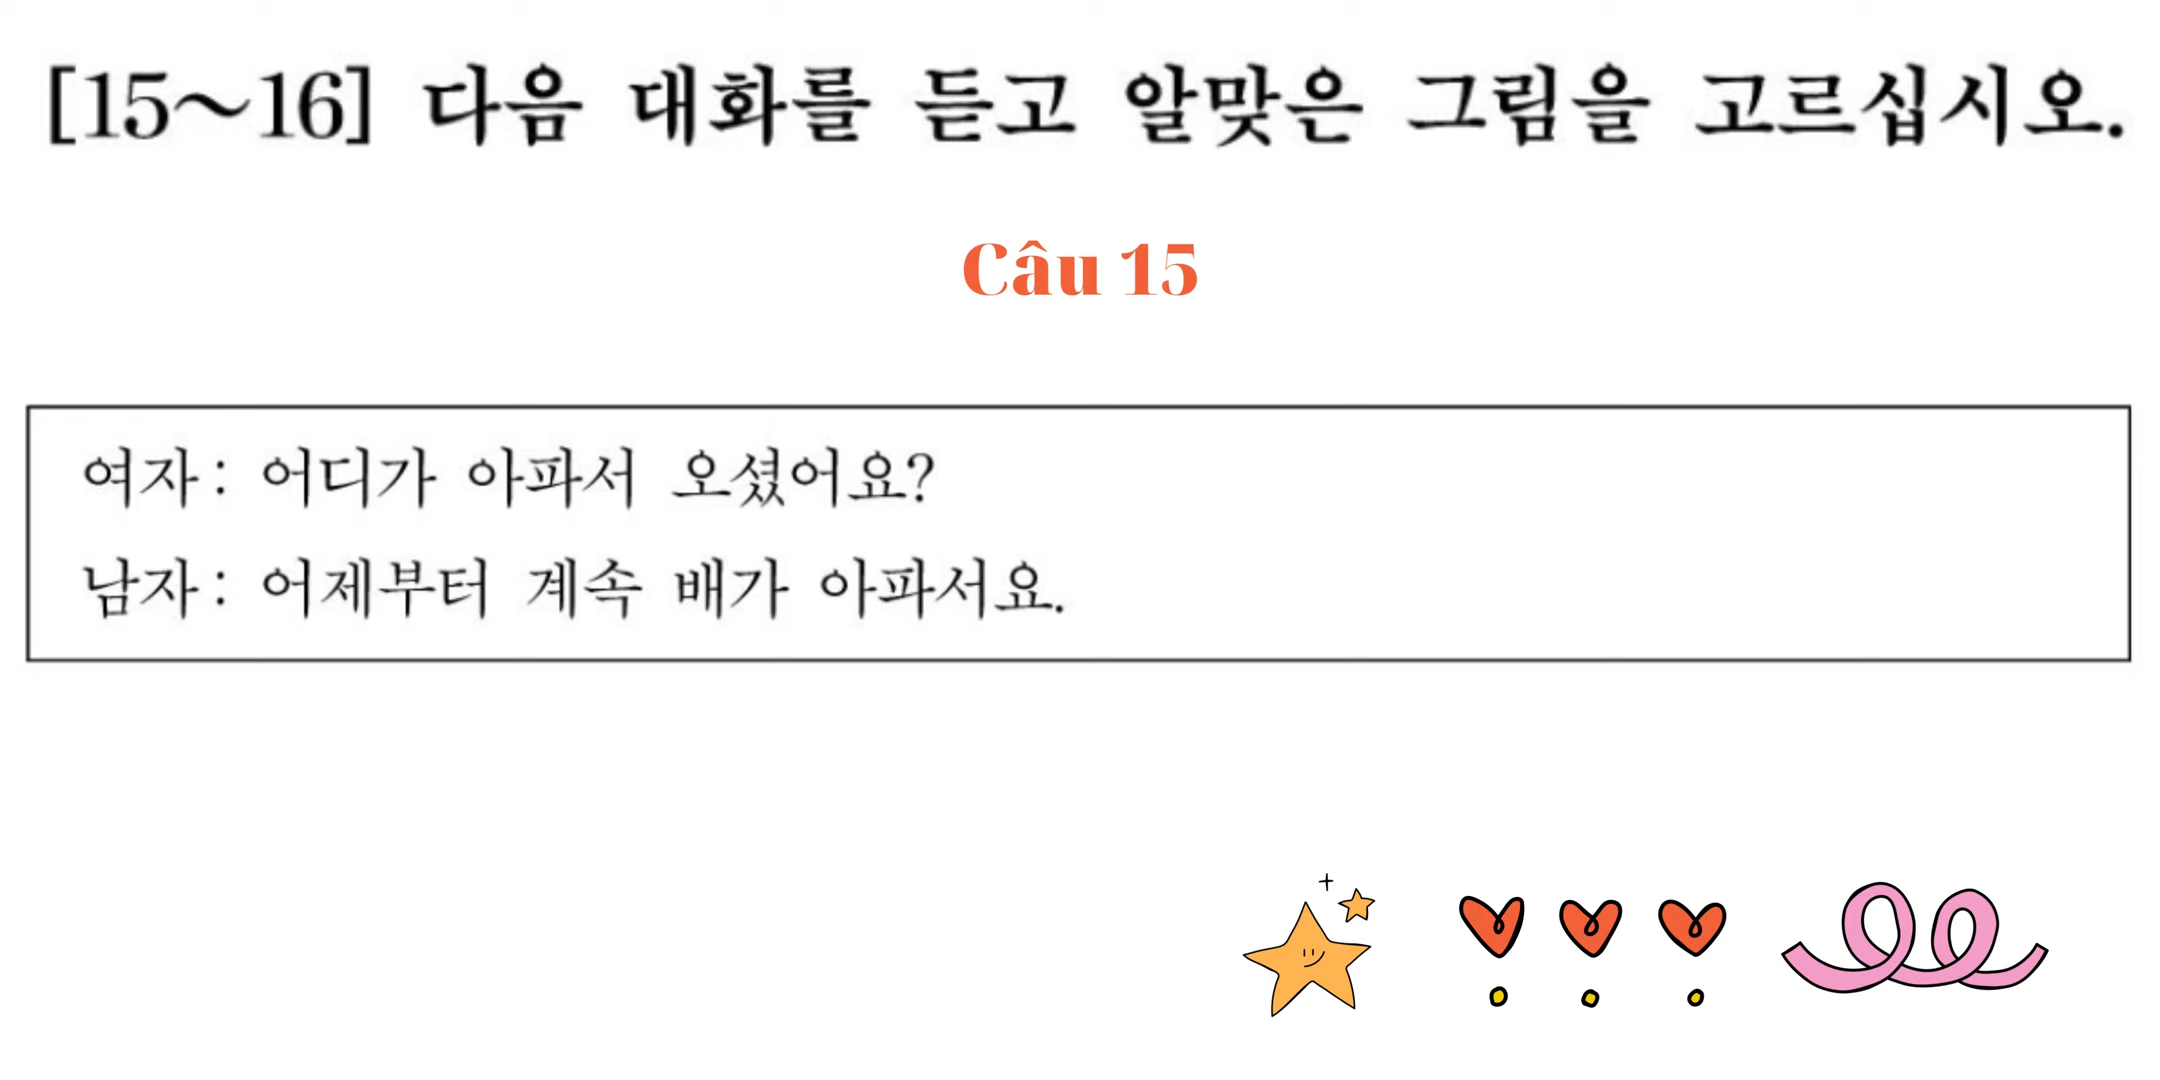 [15~16] 다음 대화를 듣고 알맞은 그림을 고르십시오.
Câu 15
여자: 어디가 아파서 오셨어요?
남자: 어제부터 계속 배가 아파서요.